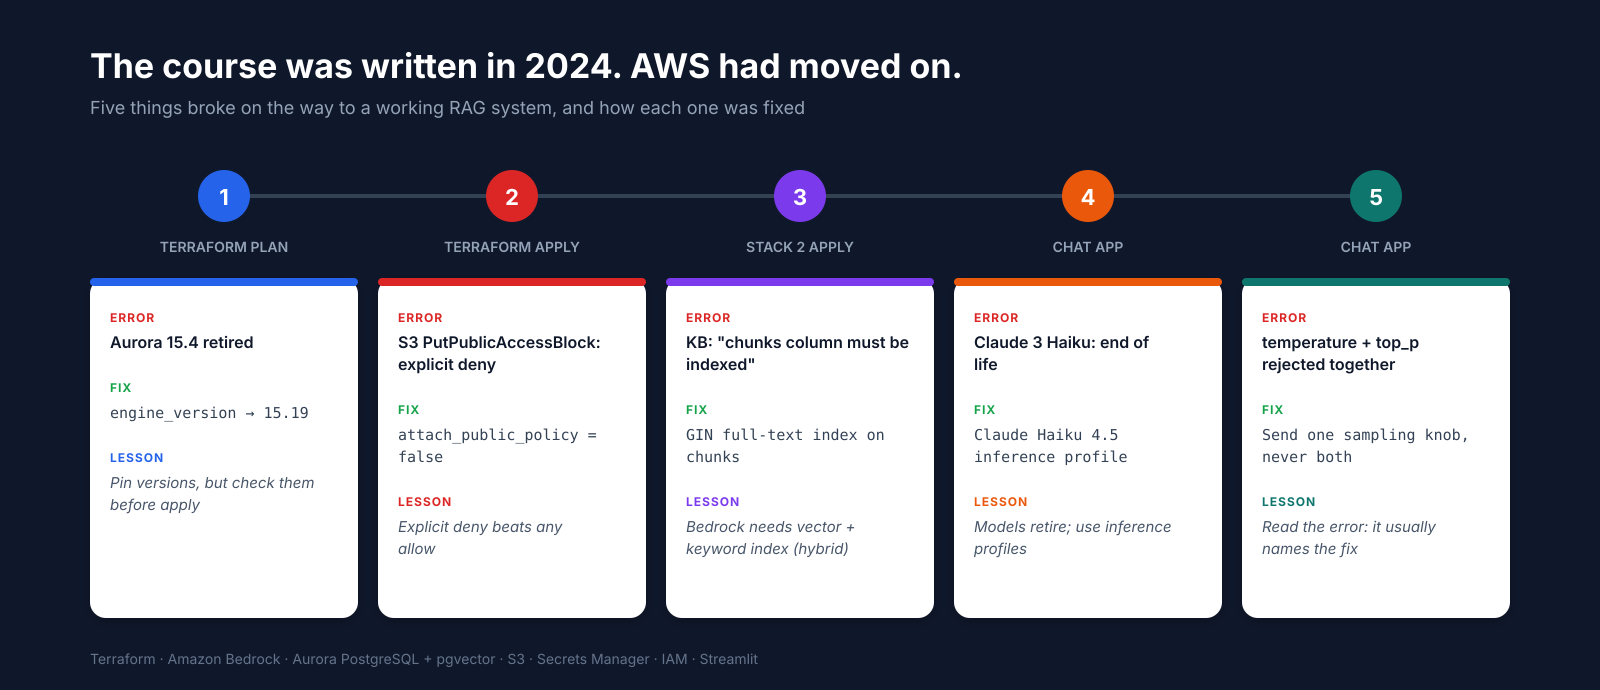 The course was written in 2024. AWS had moved on.
Five things broke on the way to a working RAG system, and how each one was fixed
1
2
3
4
5
TERRAFORM PLAN
TERRAFORM APPLY
STACK 2 APPLY
CHAT APP
CHAT APP
ERROR
Aurora 15.4 retired
FIX
engine_version → 15.19
LESSON
Pin versions, but check them
before apply
ERROR
S3 PutPublicAccessBlock:
explicit deny
FIX
attach_public_policy =
false
LESSON
Explicit deny beats any
allow
ERROR
KB: "chunks column must be
indexed"
FIX
GIN full-text index on
chunks
LESSON
Bedrock needs vector +
keyword index (hybrid)
ERROR
Claude 3 Haiku: end of
life
FIX
Claude Haiku 4.5
inference profile
LESSON
Models retire; use inference
profiles
ERROR
temperature + top_p
rejected together
FIX
Send one sampling knob,
never both
LESSON
Read the error: it usually
names the fix
Terraform · Amazon Bedrock · Aurora PostgreSQL + pgvector · S3 · Secrets Manager · IAM · Streamlit